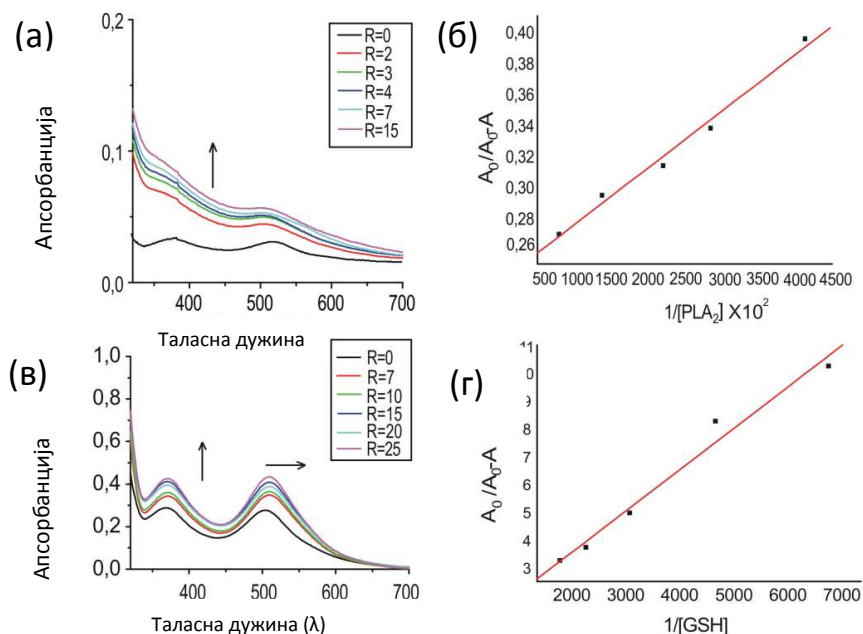 (а)
0,2
0,1
0,0
Апсорбанција
400
500
600
700
Таласна дужина
R=0
R=2
R=3
R=4
R=7
R=15
(б)
0,40
0,38
0,34
0,32
0,30
0,28
0,26
A₀/A₀-A
500 1000 1500 2000 2500 3000 3500 4000 4500
1/[PLA₂] X10²
(в)
1,0
0,8
0,6
0,4
0,2
0,0
Апсорбанција
400
500
600
700
Таласна дужина (λ)
R=0
R=7
R=10
R=15
R=20
R=25
(г)
11
0
9
8
7
6
5
4
3
A₀/A₀-A
2000 3000 4000 5000 6000 7000
1/[GSH]